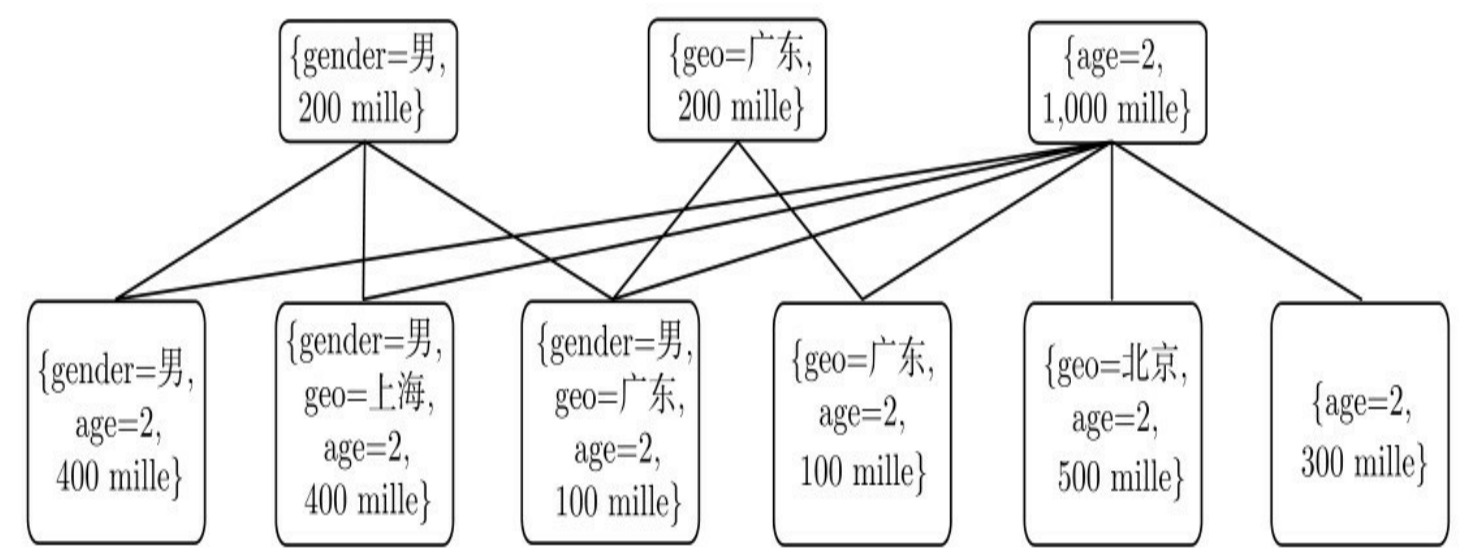 {gender=男,
200 mille}
{geo=广东,
200 mille}
{age=2,
1,000 mille}
{gender=男,
age=2,
400 mille}
{gender=男,
geo=上海,
age=2,
400 mille}
{gender=男,
geo=广东,
age=2,
100 mille}
{geo=广东,
age=2,
100 mille}
{geo=北京,
age=2,
500 mille}
{age=2,
300 mille}